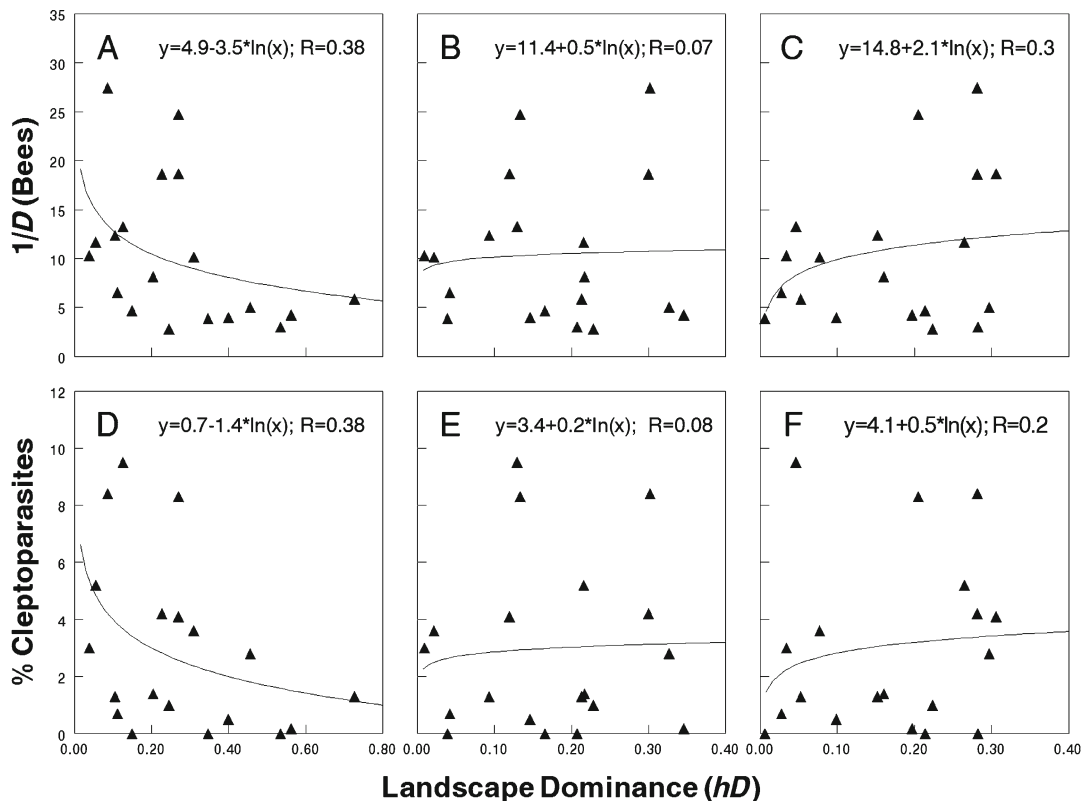 35
30
25
20
15
10
5
0
1/D (Bees)
A
y=4.9-3.5*ln(x); R=0.38
B
y=11.4+0.5*ln(x); R=0.07
C
y=14.8+2.1*ln(x); R=0.3
12
10
8
6
4
2
0
% Cleptoparasites
D
y=0.7-1.4*ln(x); R=0.38
E
y=3.4+0.2*ln(x); R=0.08
F
y=4.1+0.5*ln(x); R=0.2
0.00 0.20 0.40 0.60 0.80
0.00 0.10 0.20 0.30
0.00 0.10 0.20 0.30 0.40
Landscape Dominance (hD)